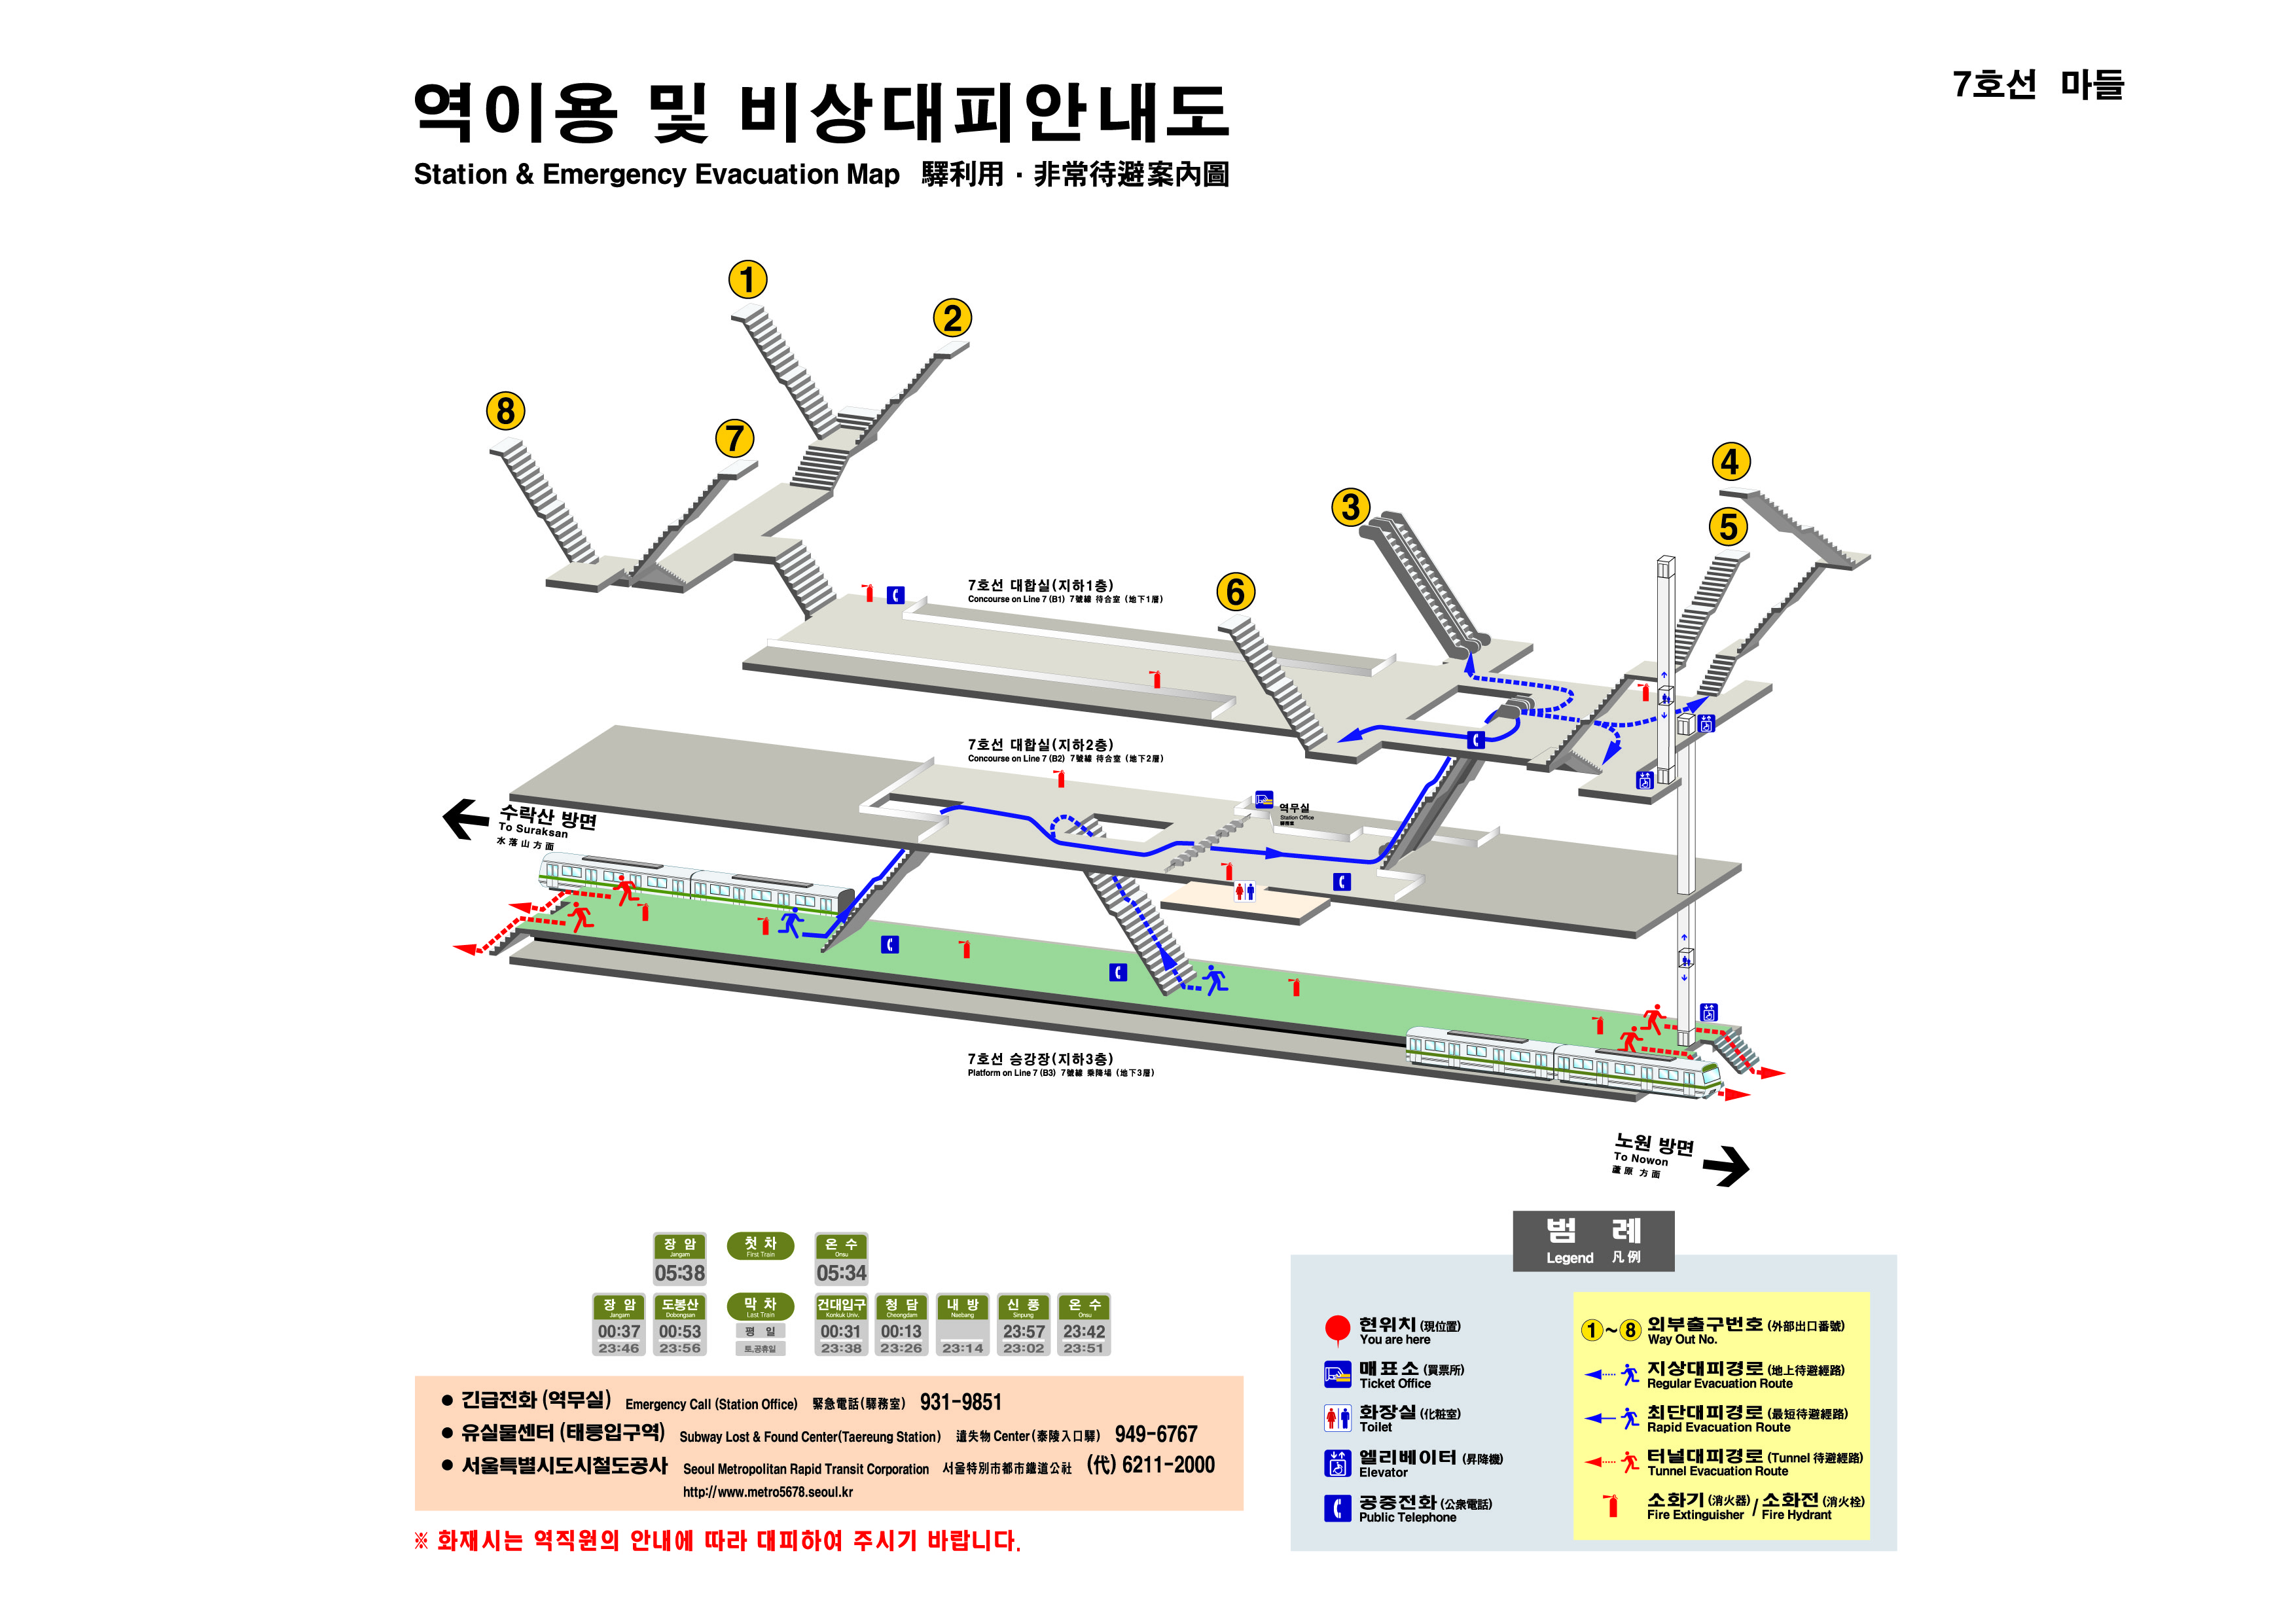 역이용 및 비상대피안내도
Station & Emergency Evacuation Map 驛利用 · 非常待避案內圖
7호선 마들
1
2
8
7
3
4
5
6
7호선 대합실(지하1층)
Concourse on Line 7 (B1) 7號線 待合室 (地下1層)
7호선 대합실(지하2층)
Concourse on Line 7 (B2) 7號線 待合室 (地下2層)
역무실
Station Office
驛務室
수락산 방면
To Suraksan
水落山方面
7호선 승강장(지하3층)
Platform on Line 7 (B3) 7號線 乘降場 (地下3層)
노원 방면
To Nowon
蘆原 方面
장 암 첫 차 온 수
Jangam First Train Onsu
05:38 05:34
장 암 도봉산 막 차 건대입구 청 담 내 방 신 풍 온 수
Jangam Dobongsan Last Train Konkuk Univ. Cheongdam Naebang Sinpung Onsu
00:37 00:53 평 일 00:31 00:13 23:57 23:42
23:46 23:56 토,공휴일 23:38 23:26 23:14 23:02 23:51
● 긴급전화 (역무실) Emergency Call (Station Office) 緊急電話(驛務室) 931-9851
● 유실물센터 (태릉입구역) Subway Lost & Found Center(Taereung Station) 遺失物 Center(泰陵入口驛) 949-6767
● 서울특별시도시철도공사 Seoul Metropolitan Rapid Transit Corporation 서울特別市都市鐵道公社 (代) 6211-2000
http://www.metro5678.seoul.kr
※ 화재시는 역직원의 안내에 따라 대피하여 주시기 바랍니다.
범 례
Legend 凡例
현위치 (現位置)
You are here
매표소 (買票所)
Ticket Office
화장실 (化粧室)
Toilet
엘리베이터 (昇降機)
Elevator
공중전화 (公衆電話)
Public Telephone
1 ~ 8 외부출구번호 (外部出口番號)
Way Out No.
지상대피경로 (地上待避經路)
Regular Evacuation Route
최단대피경로 (最短待避經路)
Rapid Evacuation Route
터널대피경로 (Tunnel 待避經路)
Tunnel Evacuation Route
소화기 (消火器) / 소화전 (消火栓)
Fire Extinguisher / Fire Hydrant